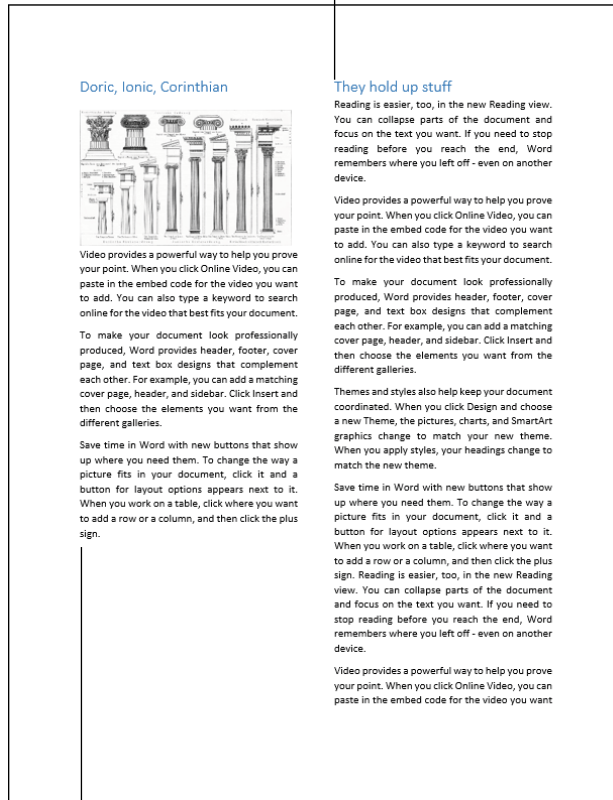 Doric, Ionic, Corinthian
Video provides a powerful way to help you prove
your point. When you click Online Video, you can
paste in the embed code for the video you want
to add. You can also type a keyword to search
online for the video that best fits your document.
To make your document look professionally
produced, Word provides header, footer, cover
page, and text box designs that complement
each other. For example, you can add a matching
cover page, header, and sidebar. Click Insert and
then choose the elements you want from the
different galleries.
Save time in Word with new buttons that show
up where you need them. To change the way a
picture fits in your document, click it and a
button for layout options appears next to it.
When you work on a table, click where you want
to add a row or a column, and then click the plus
sign.
They hold up stuff
Reading is easier, too, in the new Reading view.
You can collapse parts of the document and
focus on the text you want. If you need to stop
reading before you reach the end, Word
remembers where you left off - even on another
device.
Video provides a powerful way to help you prove
your point. When you click Online Video, you can
paste in the embed code for the video you want
to add. You can also type a keyword to search
online for the video that best fits your document.
To make your document look professionally
produced, Word provides header, footer, cover
page, and text box designs that complement
each other. For example, you can add a matching
cover page, header, and sidebar. Click Insert and
then choose the elements you want from the
different galleries.
Themes and styles also help keep your document
coordinated. When you click Design and choose
a new Theme, the pictures, charts, and SmartArt
graphics change to match your new theme.
When you apply styles, your headings change to
match the new theme.
Save time in Word with new buttons that show
up where you need them. To change the way a
picture fits in your document, click it and a
button for layout options appears next to it.
When you work on a table, click where you want
to add a row or a column, and then click the plus
sign. Reading is easier, too, in the new Reading
view. You can collapse parts of the document
and focus on the text you want. If you need to
stop reading before you reach the end, Word
remembers where you left off - even on another
device.
Video provides a powerful way to help you prove
your point. When you click Online Video, you can
paste in the embed code for the video you want